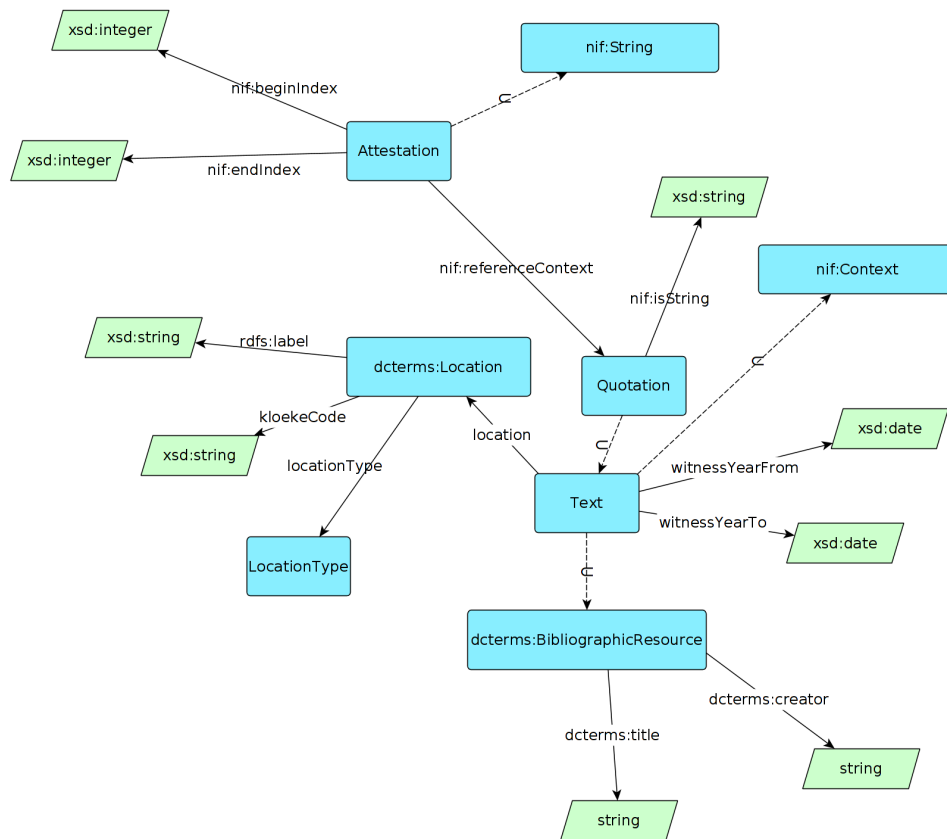 xsd:integer
nif:String
nif:beginIndex
⊂
Attestation
xsd:integer
nif:endIndex
xsd:string
nif:referenceContext
nif:Context
nif:isString
xsd:string
rdfs:label
dcterms:Location
⊂
Quotation
kloekeCode
xsd:date
location
⊂
xsd:string
locationType
witnessYearFrom
Text
witnessYearTo
xsd:date
LocationType
⊂
dcterms:BibliographicResource
dcterms:creator
dcterms:title
string
string